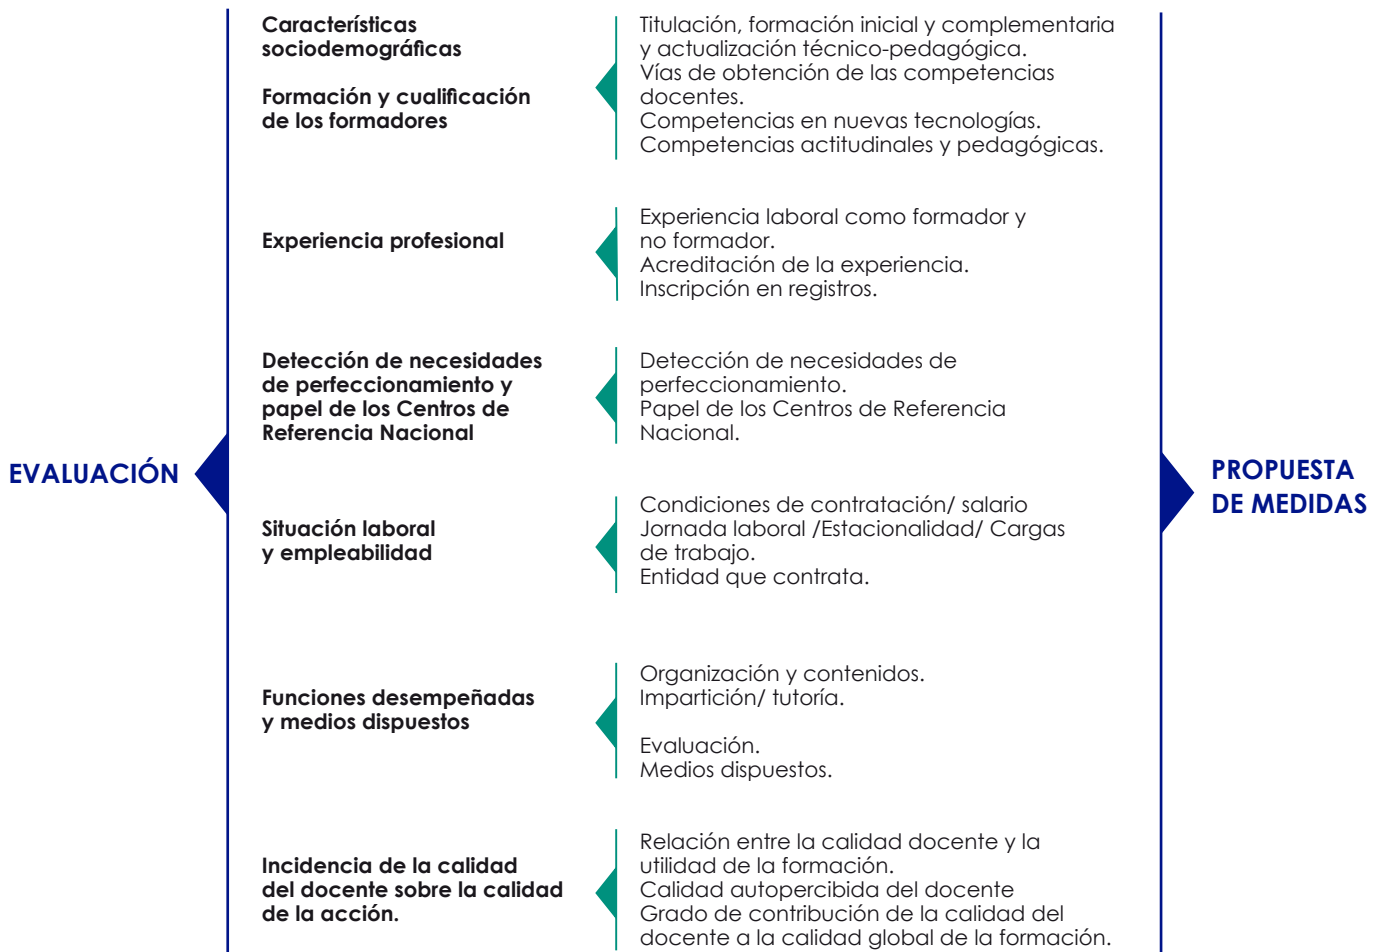 EVALUACIÓN
Características
sociodemográficas
Formación y cualificación
de los formadores
Titulación, formación inicial y complementaria
y actualización técnico-pedagógica.
Vías de obtención de las competencias
docentes.
Competencias en nuevas tecnologías.
Competencias actitudinales y pedagógicas.
Experiencia profesional
Experiencia laboral como formador y
no formador.
Acreditación de la experiencia.
Inscripción en registros.
Detección de necesidades
de perfeccionamiento y
papel de los Centros de
Referencia Nacional
Detección de necesidades de
perfeccionamiento.
Papel de los Centros de Referencia
Nacional.
Situación laboral
y empleabilidad
Condiciones de contratación/ salario
Jornada laboral /Estacionalidad/ Cargas
de trabajo.
Entidad que contrata.
Funciones desempeñadas
y medios dispuestos
Organización y contenidos.
Impartición/ tutoría.
Evaluación.
Medios dispuestos.
Incidencia de la calidad
del docente sobre la calidad
de la acción.
Relación entre la calidad docente y la
utilidad de la formación.
Calidad autopercibida del docente
Grado de contribución de la calidad del
docente a la calidad global de la formación.
PROPUESTA
DE MEDIDAS